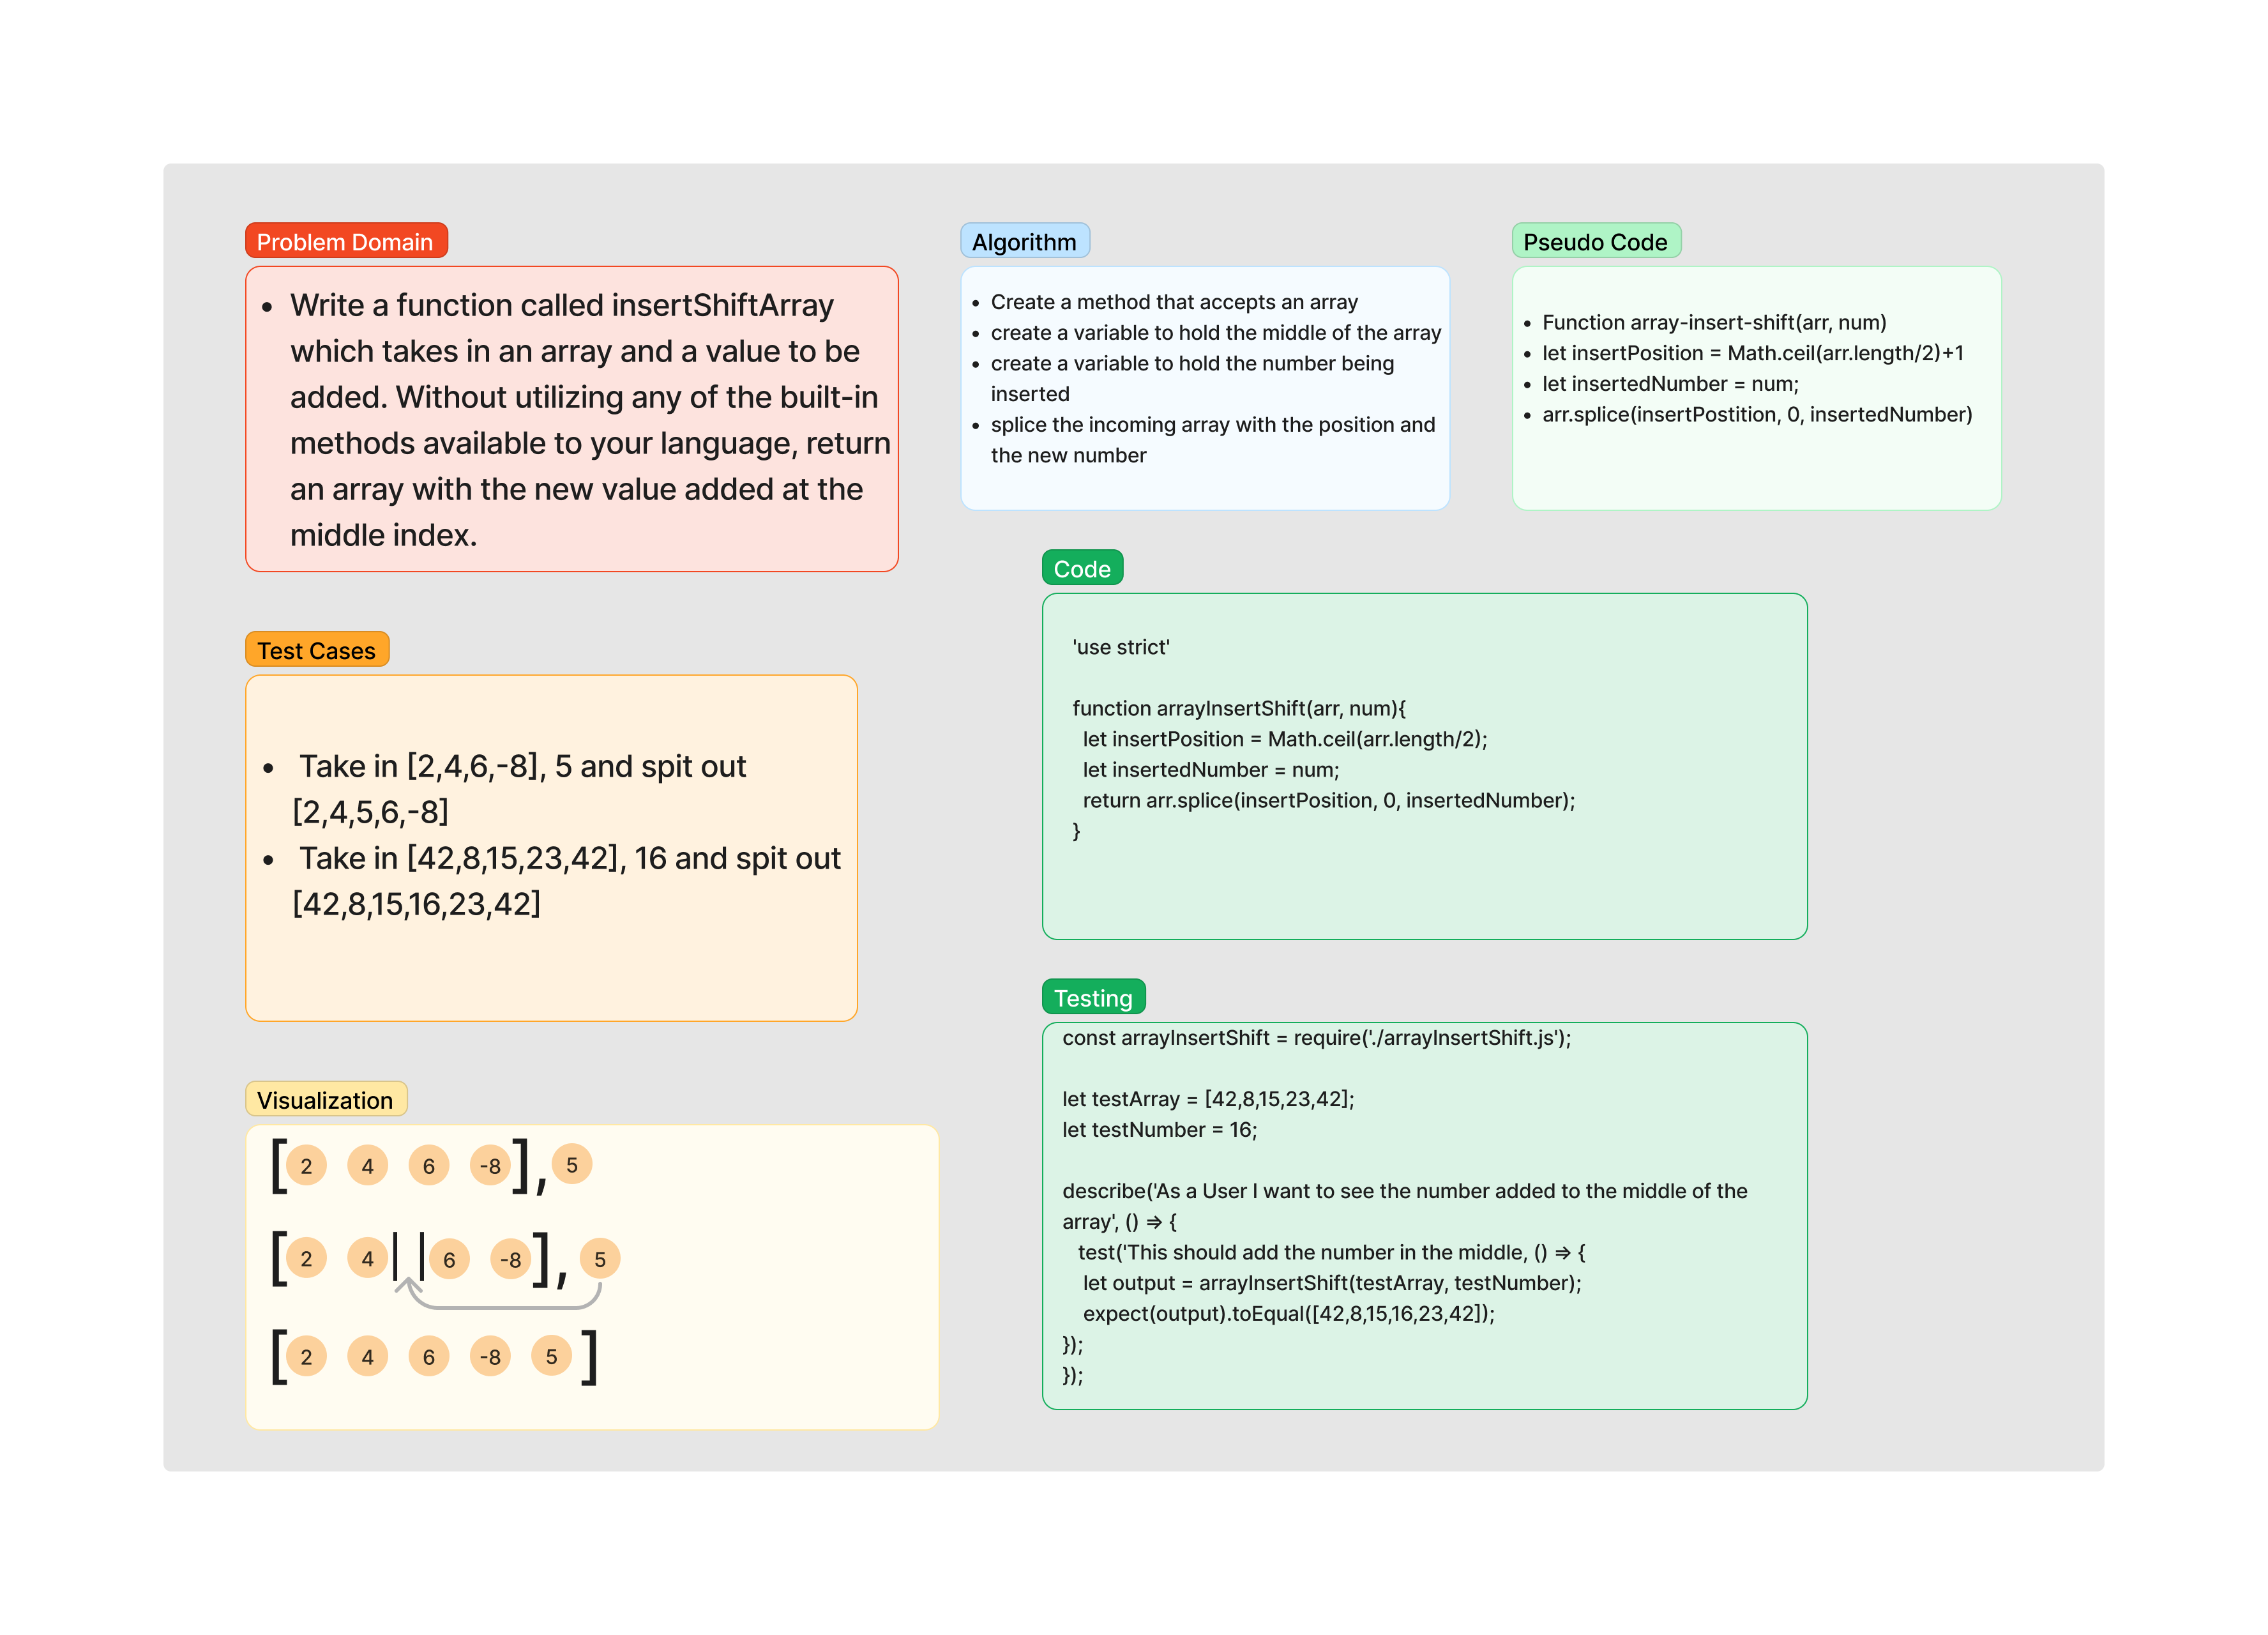 Problem Domain
• Write a function called insertShiftArray
which takes in an array and a value to be
added. Without utilizing any of the built-in
methods available to your language, return
an array with the new value added at the
middle index.
Test Cases
• Take in [2,4,6,-8], 5 and spit out
[2,4,5,6,-8]
• Take in [42,8,15,23,42], 16 and spit out
[42,8,15,16,23,42]
Visualization
[ 2 4 6 -8 ] , 5
[ 2 4 | | 6 -8 ] , 5
[ 2 4 6 -8 5 ]
Algorithm
• Create a method that accepts an array
• create a variable to hold the middle of the array
• create a variable to hold the number being
inserted
• splice the incoming array with the position and
the new number
Pseudo Code
• Function array-insert-shift(arr, num)
• let insertPosition = Math.ceil(arr.length/2)+1
• let insertedNumber = num;
• arr.splice(insertPostition, 0, insertedNumber)
Code
'use strict'
function arrayInsertShift(arr, num){
let insertPosition = Math.ceil(arr.length/2);
let insertedNumber = num;
return arr.splice(insertPosition, 0, insertedNumber);
}
Testing
const arrayInsertShift = require('./arrayInsertShift.js');
let testArray = [42,8,15,23,42];
let testNumber = 16;
describe('As a User I want to see the number added to the middle of the
array', () => {
test('This should add the number in the middle, () => {
let output = arrayInsertShift(testArray, testNumber);
expect(output).toEqual([42,8,15,16,23,42]);
});
});